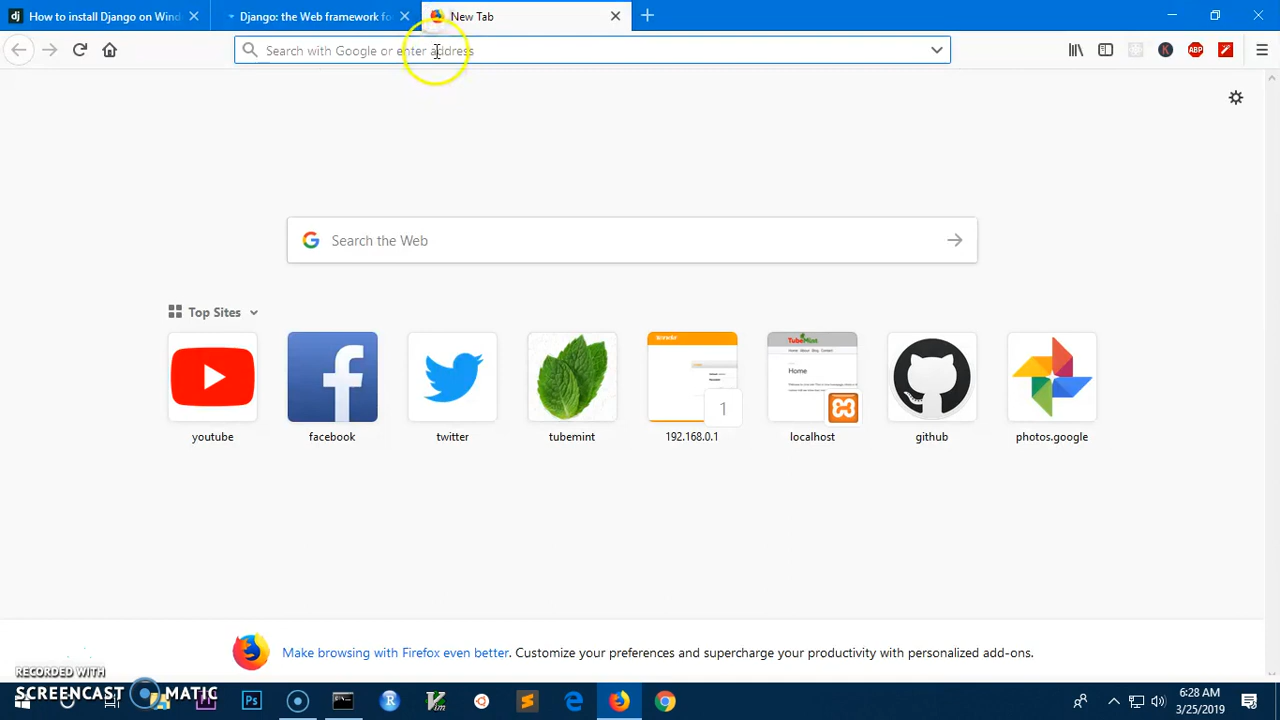 How to install Django on Wind
Django: the Web framework fo
New Tab
Search with Google or enter address
ABP
Search the Web
Top Sites
1
youtube
facebook
twitter
tubemint
192.168.0.1
localhost
github
photos.google
Make browsing with Firefox even better. Customize your preferences and supercharge your productivity with personalized add-ons.
RECORDED WITH
SCREENCAST MATIC
6:28 AM
3/25/2019